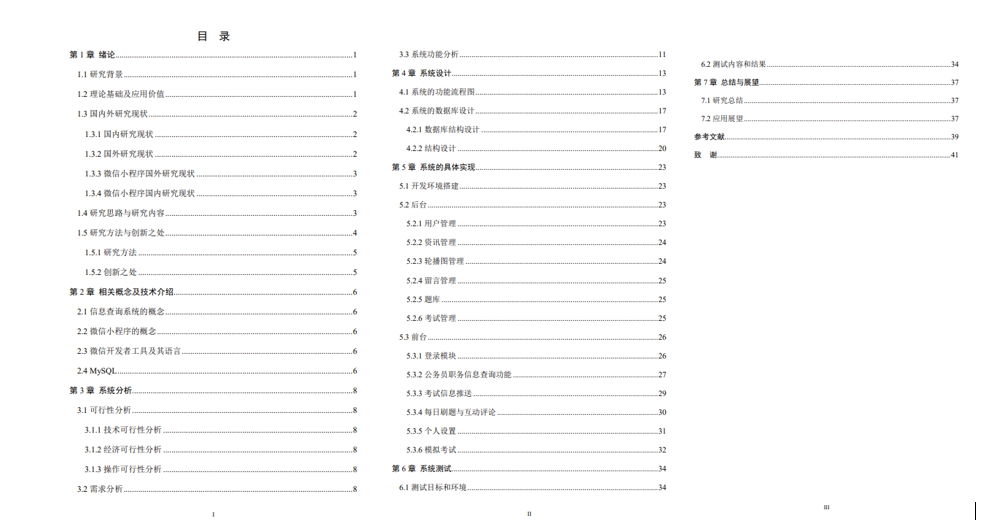 目 录
第 1 章 绪论 1
1.1 研究背景 1
1.2 理论基础及应用价值 1
1.3 国内外研究现状 2
1.3.1 国内研究现状 2
1.3.2 国外研究现状 2
1.3.3 微信小程序国外研究现状 3
1.3.4 微信小程序国内研究现状 3
1.4 研究思路与研究内容 3
1.5 研究方法与创新之处 4
1.5.1 研究方法 5
1.5.2 创新之处 5
第 2 章 相关概念及技术介绍 6
2.1 信息查询系统的概念 6
2.2 微信小程序的概念 6
2.3 微信开发者工具及其语言 6
2.4 MySQL 6
第 3 章 系统分析 8
3.1 可行性分析 8
3.1.1 技术可行性分析 8
3.1.2 经济可行性分析 8
3.1.3 操作可行性分析 8
3.2 需求分析 8
I
3.3 系统功能分析 11
第 4 章 系统设计 13
4.1 系统的功能流程图 13
4.2 系统的数据库设计 17
4.2.1 数据库结构设计 17
4.2.2 结构设计 20
第 5 章 系统的具体实现 23
5.1 开发环境搭建 23
5.2 后台 23
5.2.1 用户管理 23
5.2.2 资讯管理 24
5.2.3 轮播图管理 24
5.2.4 留言管理 25
5.2.5 题库 25
5.2.6 考试管理 25
5.3 前台 26
5.3.1 登录模块 26
5.3.2 公务员职务信息查询功能 27
5.3.3 考试信息推送 29
5.3.4 每日刷题与互动评论 30
5.3.5 个人设置 31
5.3.6 模拟考试 32
第 6 章 系统测试 34
6.1 测试目标和环境 34
II
6.2 测试内容和结果 34
第 7 章 总结与展望 37
7.1 研究总结 37
7.2 应用展望 37
参考文献 39
致 谢 41
III